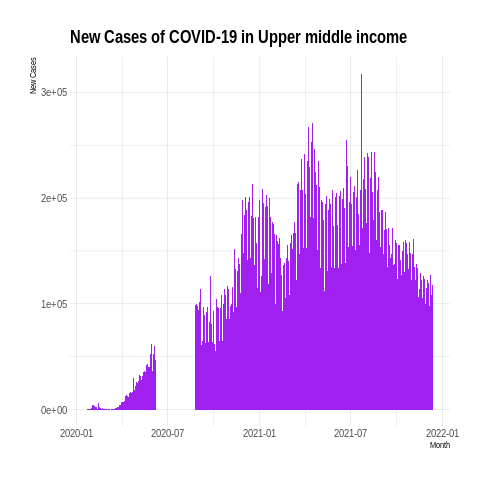 New Cases of COVID-19 in Upper middle income
New Cases
3e+05
2e+05
1e+05
0e+00
2020-01 2020-07 2021-01 2021-07 2022-01
Month